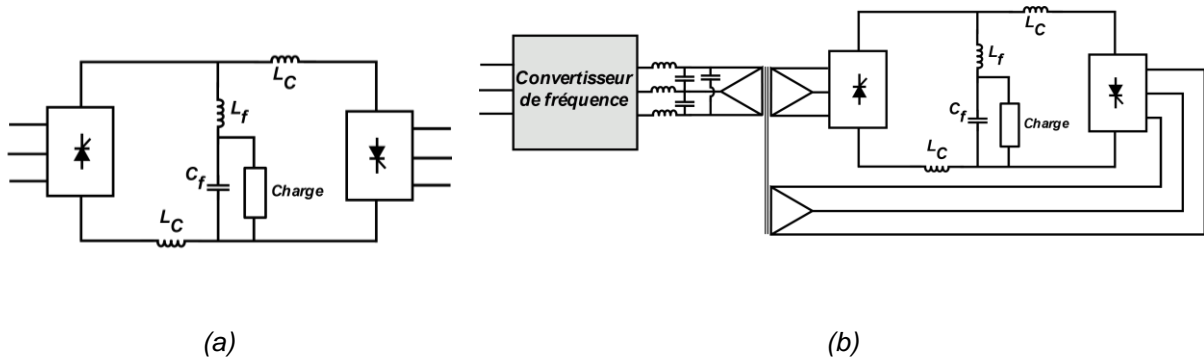 L_C
L_f
C_f
Charge
L_C
(a)
Convertisseur
de fréquence
L_C
L_f
C_f
Charge
L_C
(b)